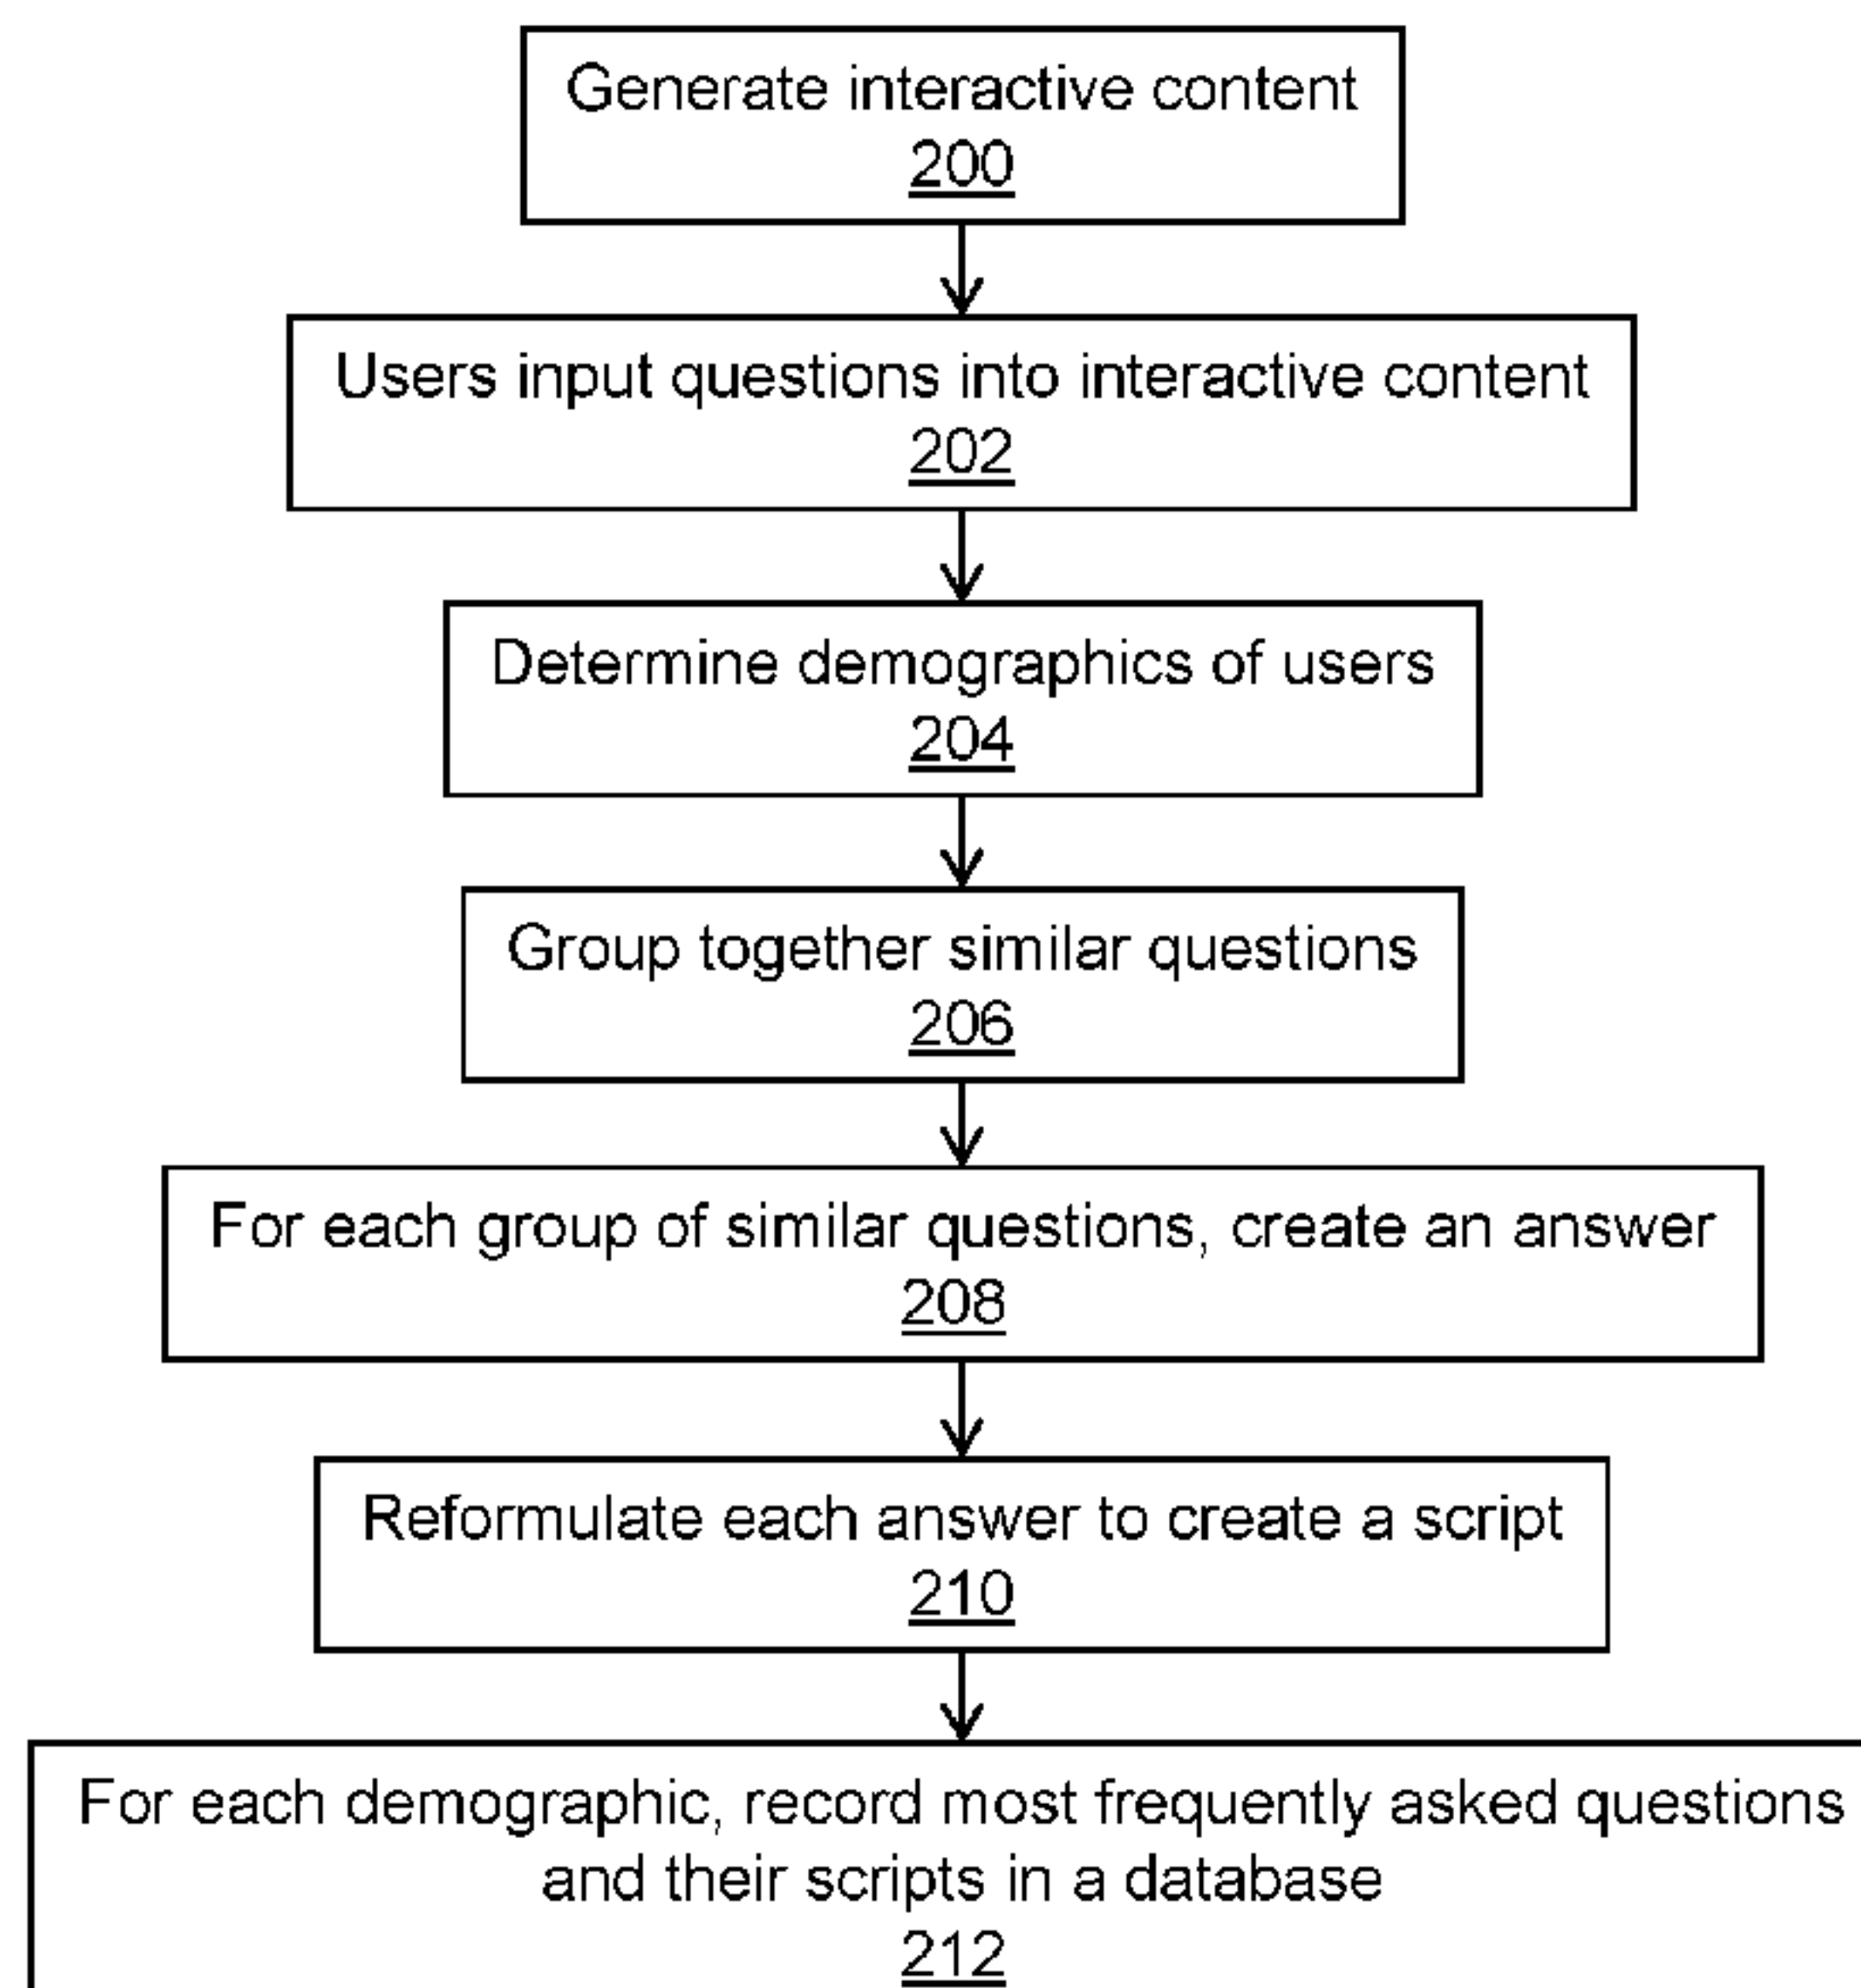 Generate interactive content
200
Users input questions into interactive content
202
Determine demographics of users
204
Group together similar questions
206
For each group of similar questions, create an answer
208
Reformulate each answer to create a script
210
For each demographic, record most frequently asked questions
and their scripts in a database
212